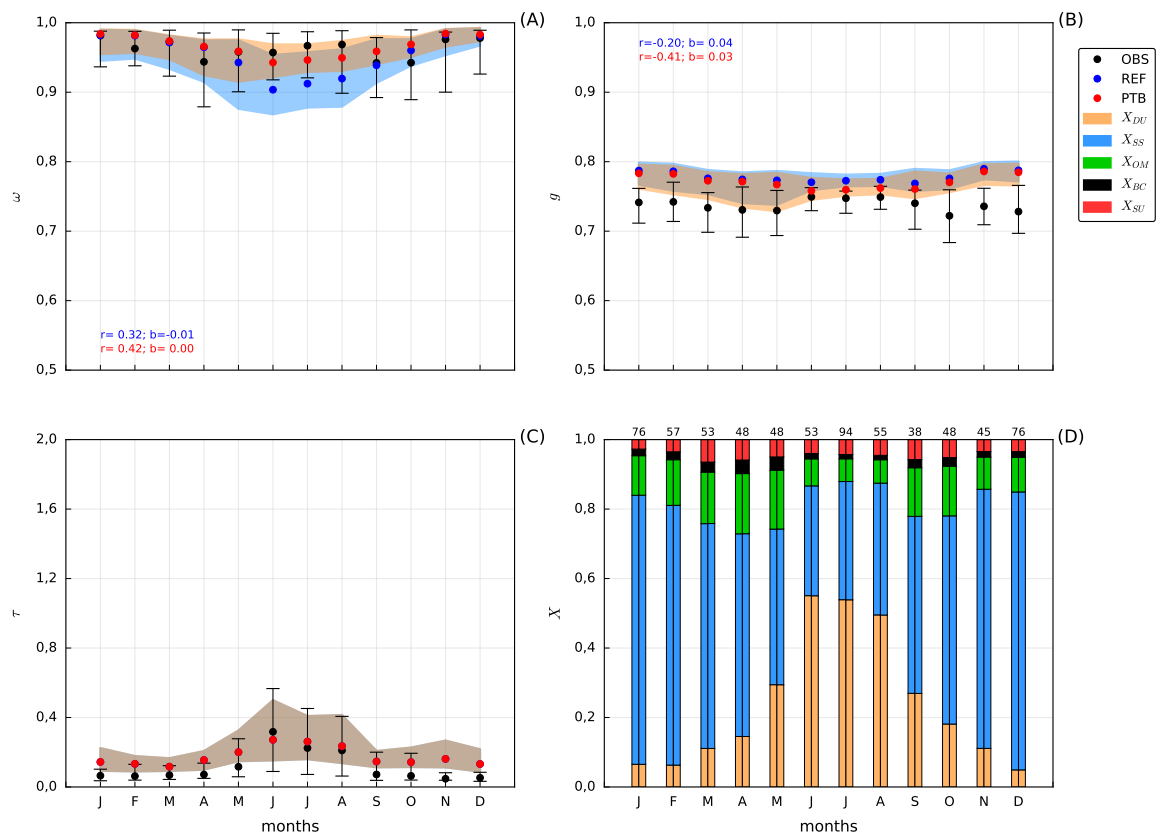 (A)
1,0
0,9
0,8
0,7
0,6
0,5
ω
r= 0.32; b=-0.01
r= 0.42; b= 0.00
(B)
1,0
0,9
0,8
0,7
0,6
0,5
g
r=-0.20; b= 0.04
r=-0.41; b= 0.03
OBS
REF
PTB
X_DU
X_SS
X_OM
X_BC
X_SU
(C)
2,0
1,6
1,2
0,8
0,4
0,0
τ
J F M A M J J A S O N D
months
(D)
76 57 53 48 48 53 94 55 38 48 45 76
1,0
0,8
0,6
0,4
0,2
0,0
X
J F M A M J J A S O N D
months